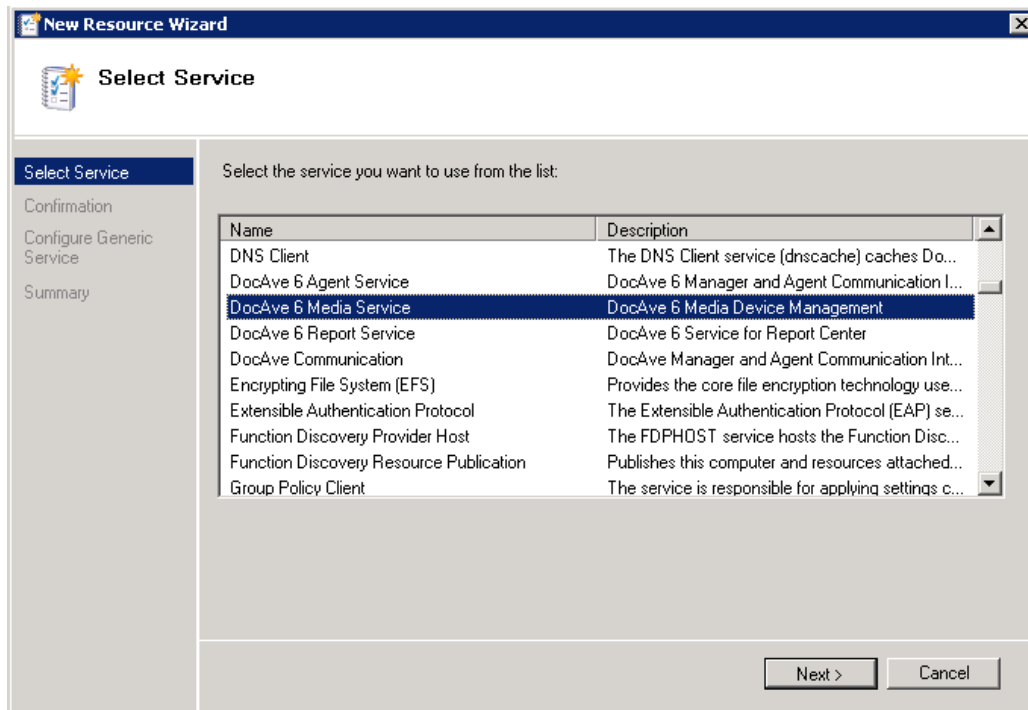 New Resource Wizard
Select Service
Select Service
Confirmation
Configure Generic
Service
Summary
Select the service you want to use from the list:
Name Description
DNS Client The DNS Client service (dnscache) caches Do...
DocAve 6 Agent Service DocAve 6 Manager and Agent Communication I...
DocAve 6 Media Service DocAve 6 Media Device Management
DocAve 6 Report Service DocAve 6 Service for Report Center
DocAve Communication DocAve Manager and Agent Communication Int...
Encrypting File System (EFS) Provides the core file encryption technology use...
Extensible Authentication Protocol The Extensible Authentication Protocol (EAP) se...
Function Discovery Provider Host The FDPHOST service hosts the Function Disc...
Function Discovery Resource Publication Publishes this computer and resources attached...
Group Policy Client The service is responsible for applying settings c...
Next > Cancel